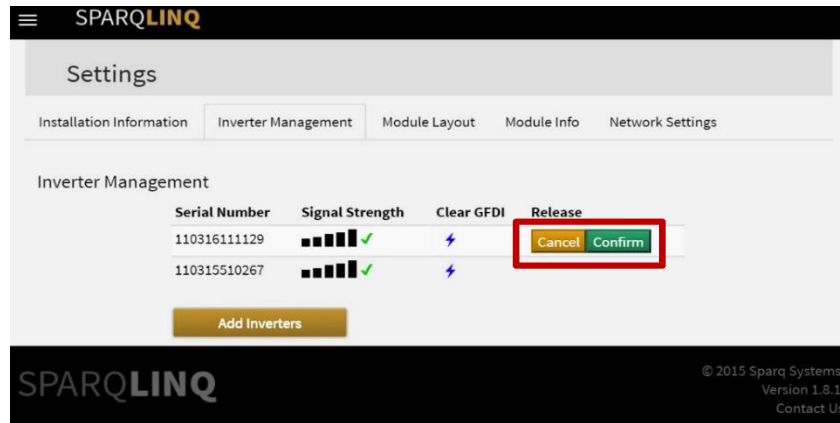 SPARQLINQ
Settings
Installation Information Inverter Management Module Layout Module Info Network Settings
Inverter Management
Serial Number Signal Strength Clear GFDI Release
110316111129 Cancel Confirm
110315510267
Add Inverters
SPARQLINQ
© 2015 Sparq Systems
Version 1.8.1
Contact Us